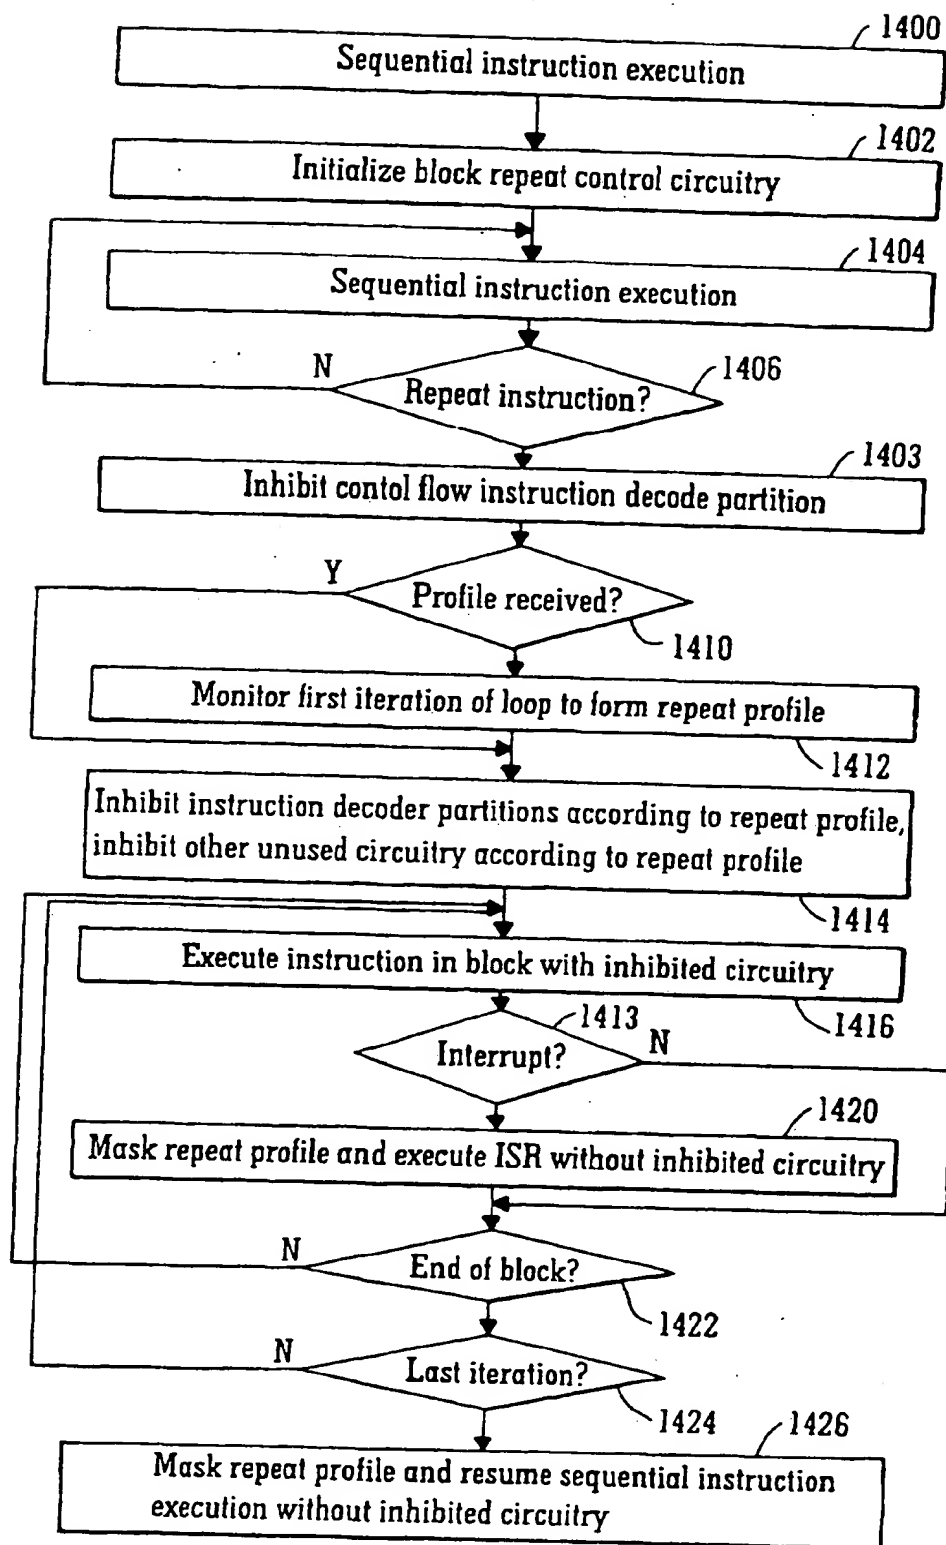 1400
Sequential instruction execution
1402
Initialize block repeat control circuitry
1404
Sequential instruction execution
N
1406
Repeat instruction?
1403
Inhibit contol flow instruction decode partition
Y
Profile received?
1410
Monitor first iteration of loop to form repeat profile
1412
Inhibit instruction decoder partitions according to repeat profile,
inhibit other unused circuitry according to repeat profile
1414
Execute instruction in block with inhibited circuitry
1416
1413
Interrupt?
N
1420
Mask repeat profile and execute ISR without inhibited circuitry
N
End of block?
1422
N
Last iteration?
1424
1426
Mask repeat profile and resume sequential instruction
execution without inhibited circuitry